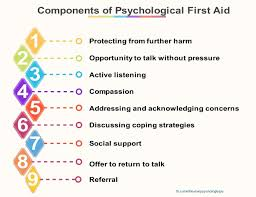 Components of Psychological First Aid
1 Protecting from further harm
2 Opportunity to talk without pressure
3 Active listening
4 Compassion
5 Addressing and acknowledging concerns
6 Discussing coping strategies
7 Social support
8 Offer to return to talk
9 Referral